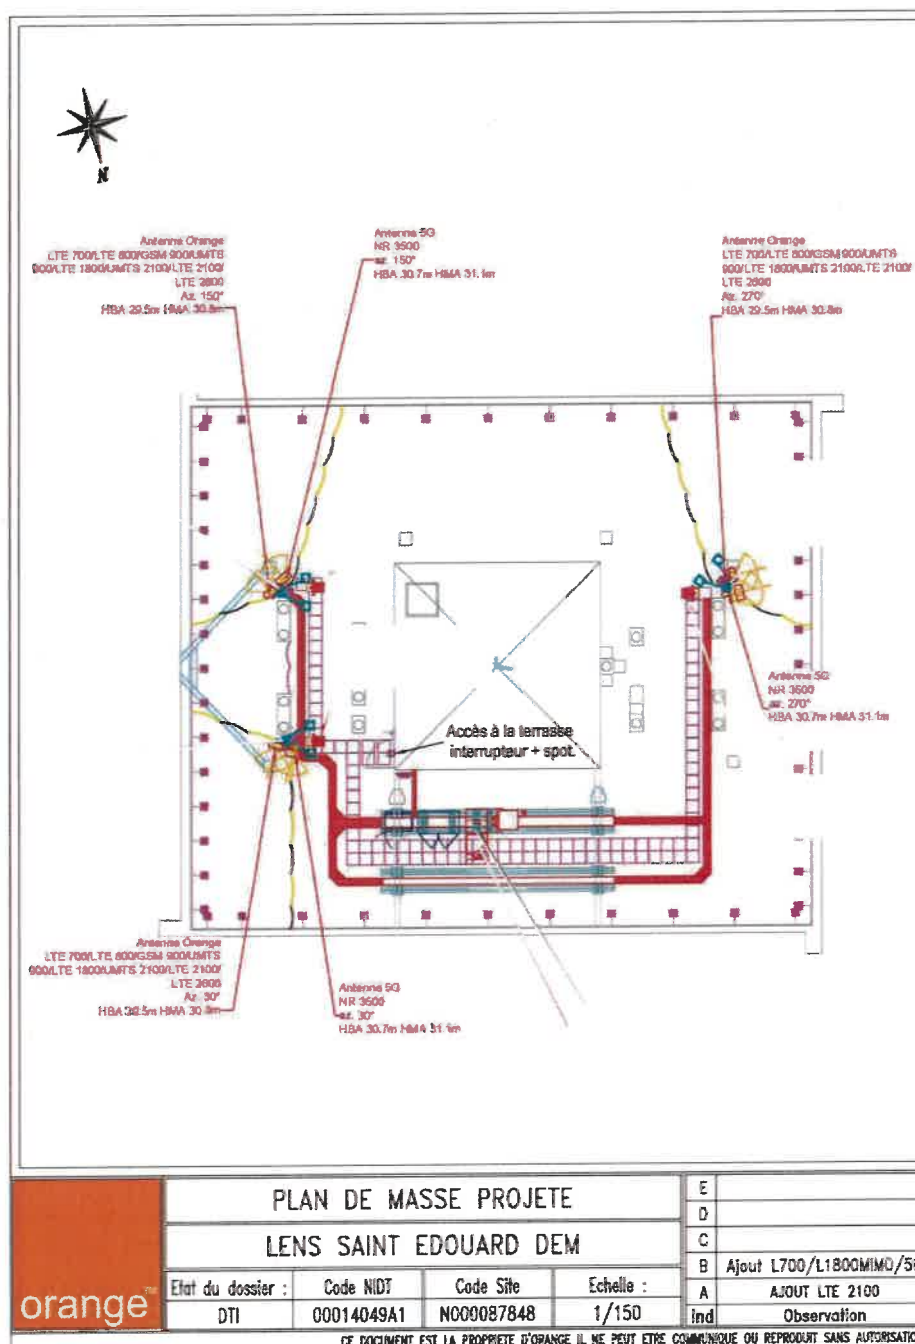 N
Antenne Orange
LTE 700/LTE 800/GSM 900/UMTS
900/LTE 1800/UMTS 2100/LTE 2100/
LTE 2600
Az. 150°
HBA 29.5m HMA 30.8m
Antenne 5G
NR 3500
az. 150°
HBA 30.7m HMA 31.1m
Antenne Orange
LTE 700/LTE 800/GSM 900/UMTS
900/LTE 1800/UMTS 2100/LTE 2100/
LTE 2600
Az. 270°
HBA 29.5m HMA 30.8m
Antenne 5G
NR 3500
az. 270°
HBA 30.7m HMA 31.1m
Accès à la terrasse
interrupteur + spot.
Antenne Orange
LTE 700/LTE 800/GSM 900/UMTS
900/LTE 1800/UMTS 2100/LTE 2100/
LTE 2600
Az. 30°
HBA 29.5m HMA 30.8m
Antenne 5G
NR 3500
az. 30°
HBA 30.7m HMA 31.1m
orange™
PLAN DE MASSE PROJETE
LENS SAINT EDOUARD DEM
Etat du dossier :
DTI
Code NIDT
00014049A1
Code Site
N000087848
Echelle :
1/150
E
D
C
B Ajout L700/L1800MIMO/5
A AJOUT LTE 2100
Ind Observation
CE DOCUMENT EST LA PROPRIETE D'ORANGE IL NE PEUT ETRE COMMUNIQUE OU REPRODUIT SANS